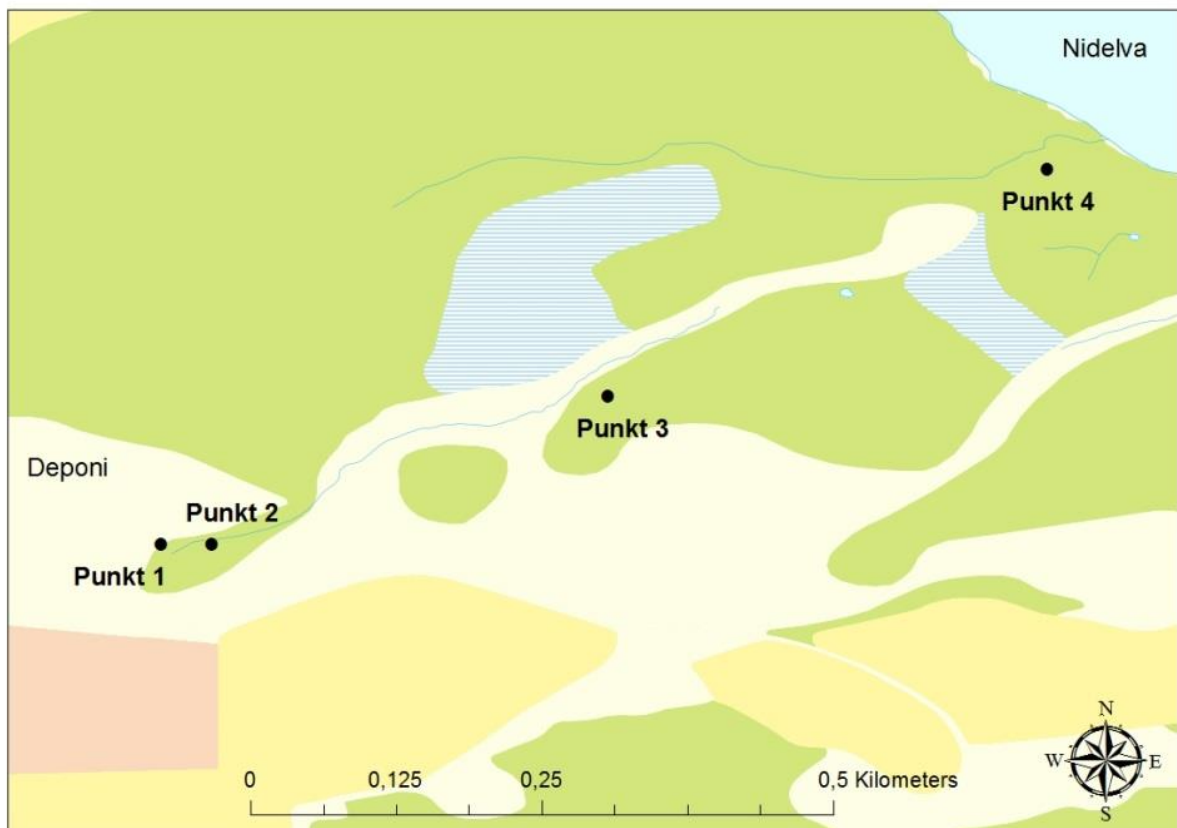 Nidelva
Punkt 4
Punkt 3
Deponi
Punkt 2
Punkt 1
N
W E
S
0 0,125 0,25 0,5 Kilometers